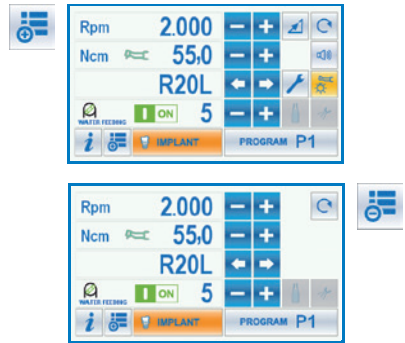 Rpm 2.000
Ncm 55,0
R20L
WATER FEEDING I ON 5
i IMPLANT PROGRAM P1
Rpm 2.000
Ncm 55,0
R20L
WATER FEEDING I ON 5
i IMPLANT PROGRAM P1